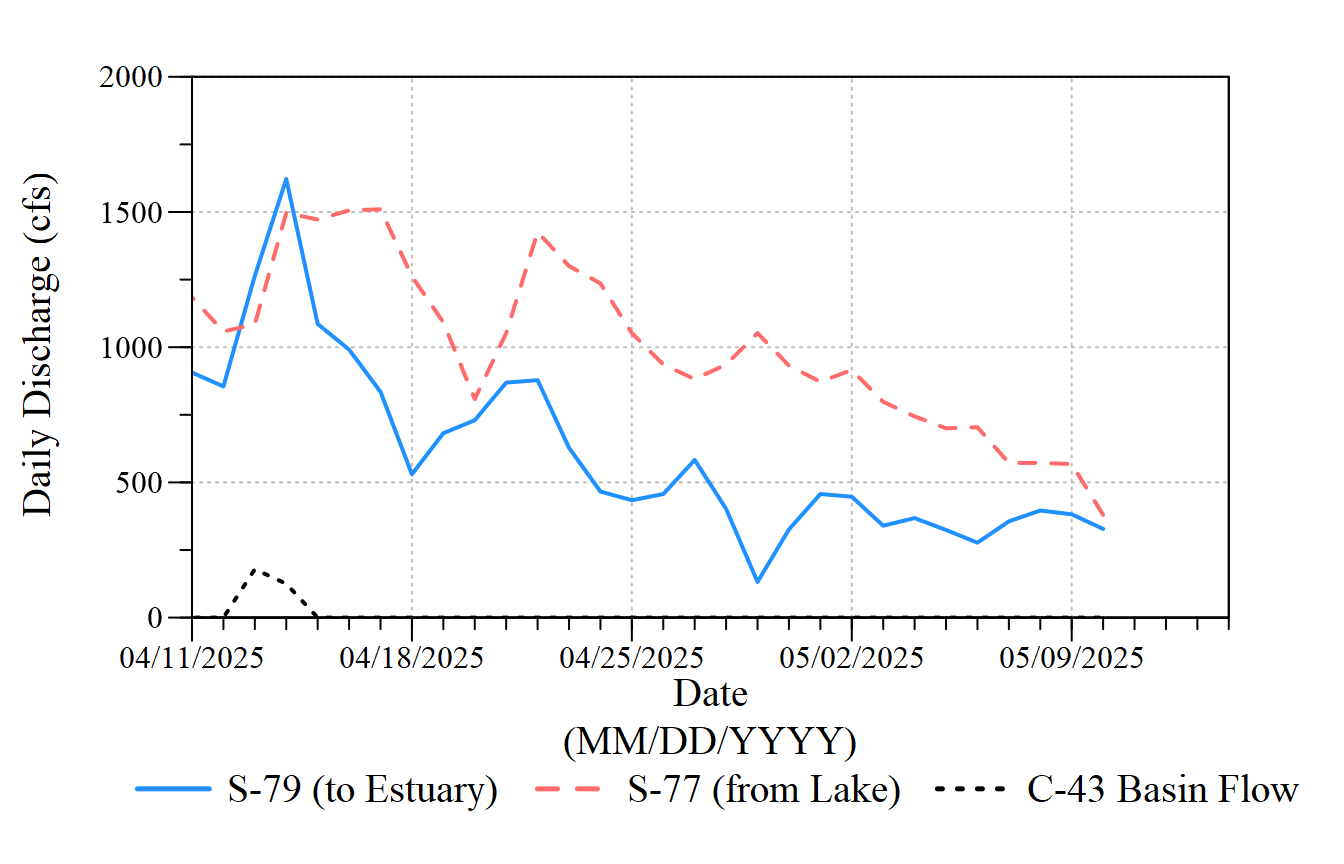 2000
1500
1000
500
0
Daily Discharge (cfs)
04/11/2025 04/18/2025 04/25/2025 05/02/2025 05/09/2025
Date
(MM/DD/YYYY)
S-79 (to Estuary) S-77 (from Lake) C-43 Basin Flow